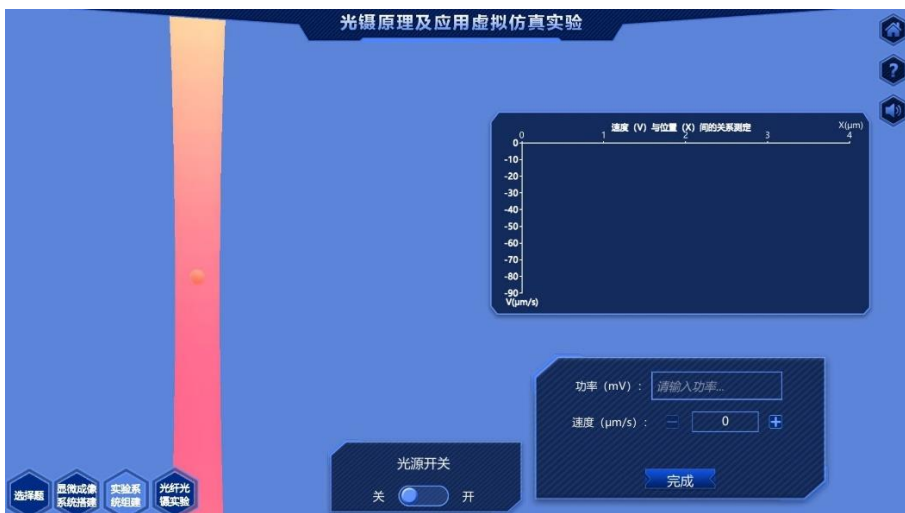 光镊原理及应用虚拟仿真实验
?
速度（V）与位置（X）间的关系测定
X(μm)
0 1 2 3 4
0
-10
-20
-30
-40
-50
-60
-70
-80
-90
V(μm/s)
功率（mV）：
请输入功率...
速度（μm/s）：
0
完成
光源开关
关
开
选择题
显微成像
系统搭建
实验系
统组建
光纤光
镊实验